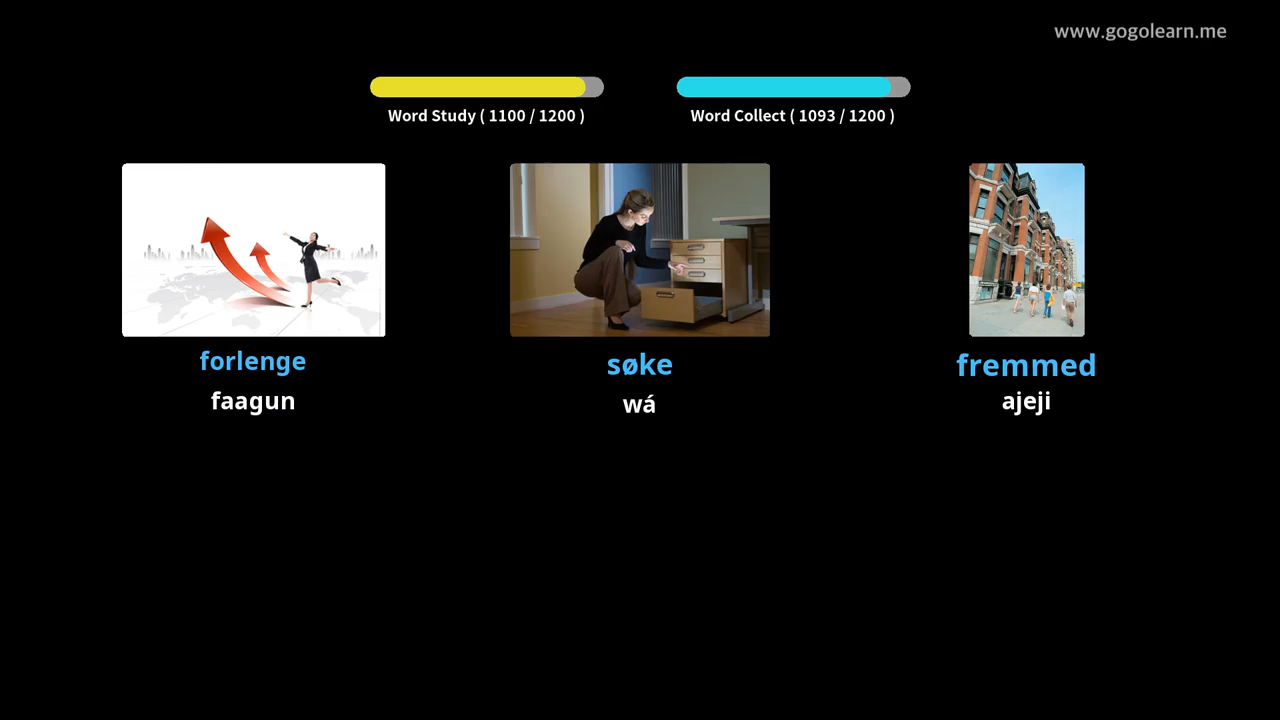 www.gogolearn.me
Word Study ( 1100 / 1200 )
Word Collect ( 1093 / 1200 )
forlenge
faagun
søke
wá
fremmed
ajeji